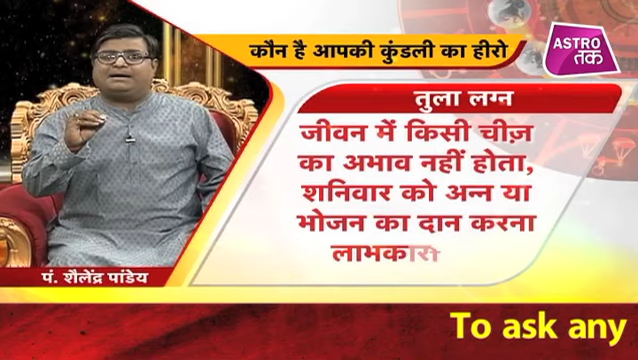 कौन है आपकी कुंडली का हीरो
ASTRO
तक
तुला लग्न
जीवन में किसी चीज़
का अभाव नहीं होता,
शनिवार को अन्न या
भोजन का दान करना
पं. शैलेंद्र पांडेय
To ask any